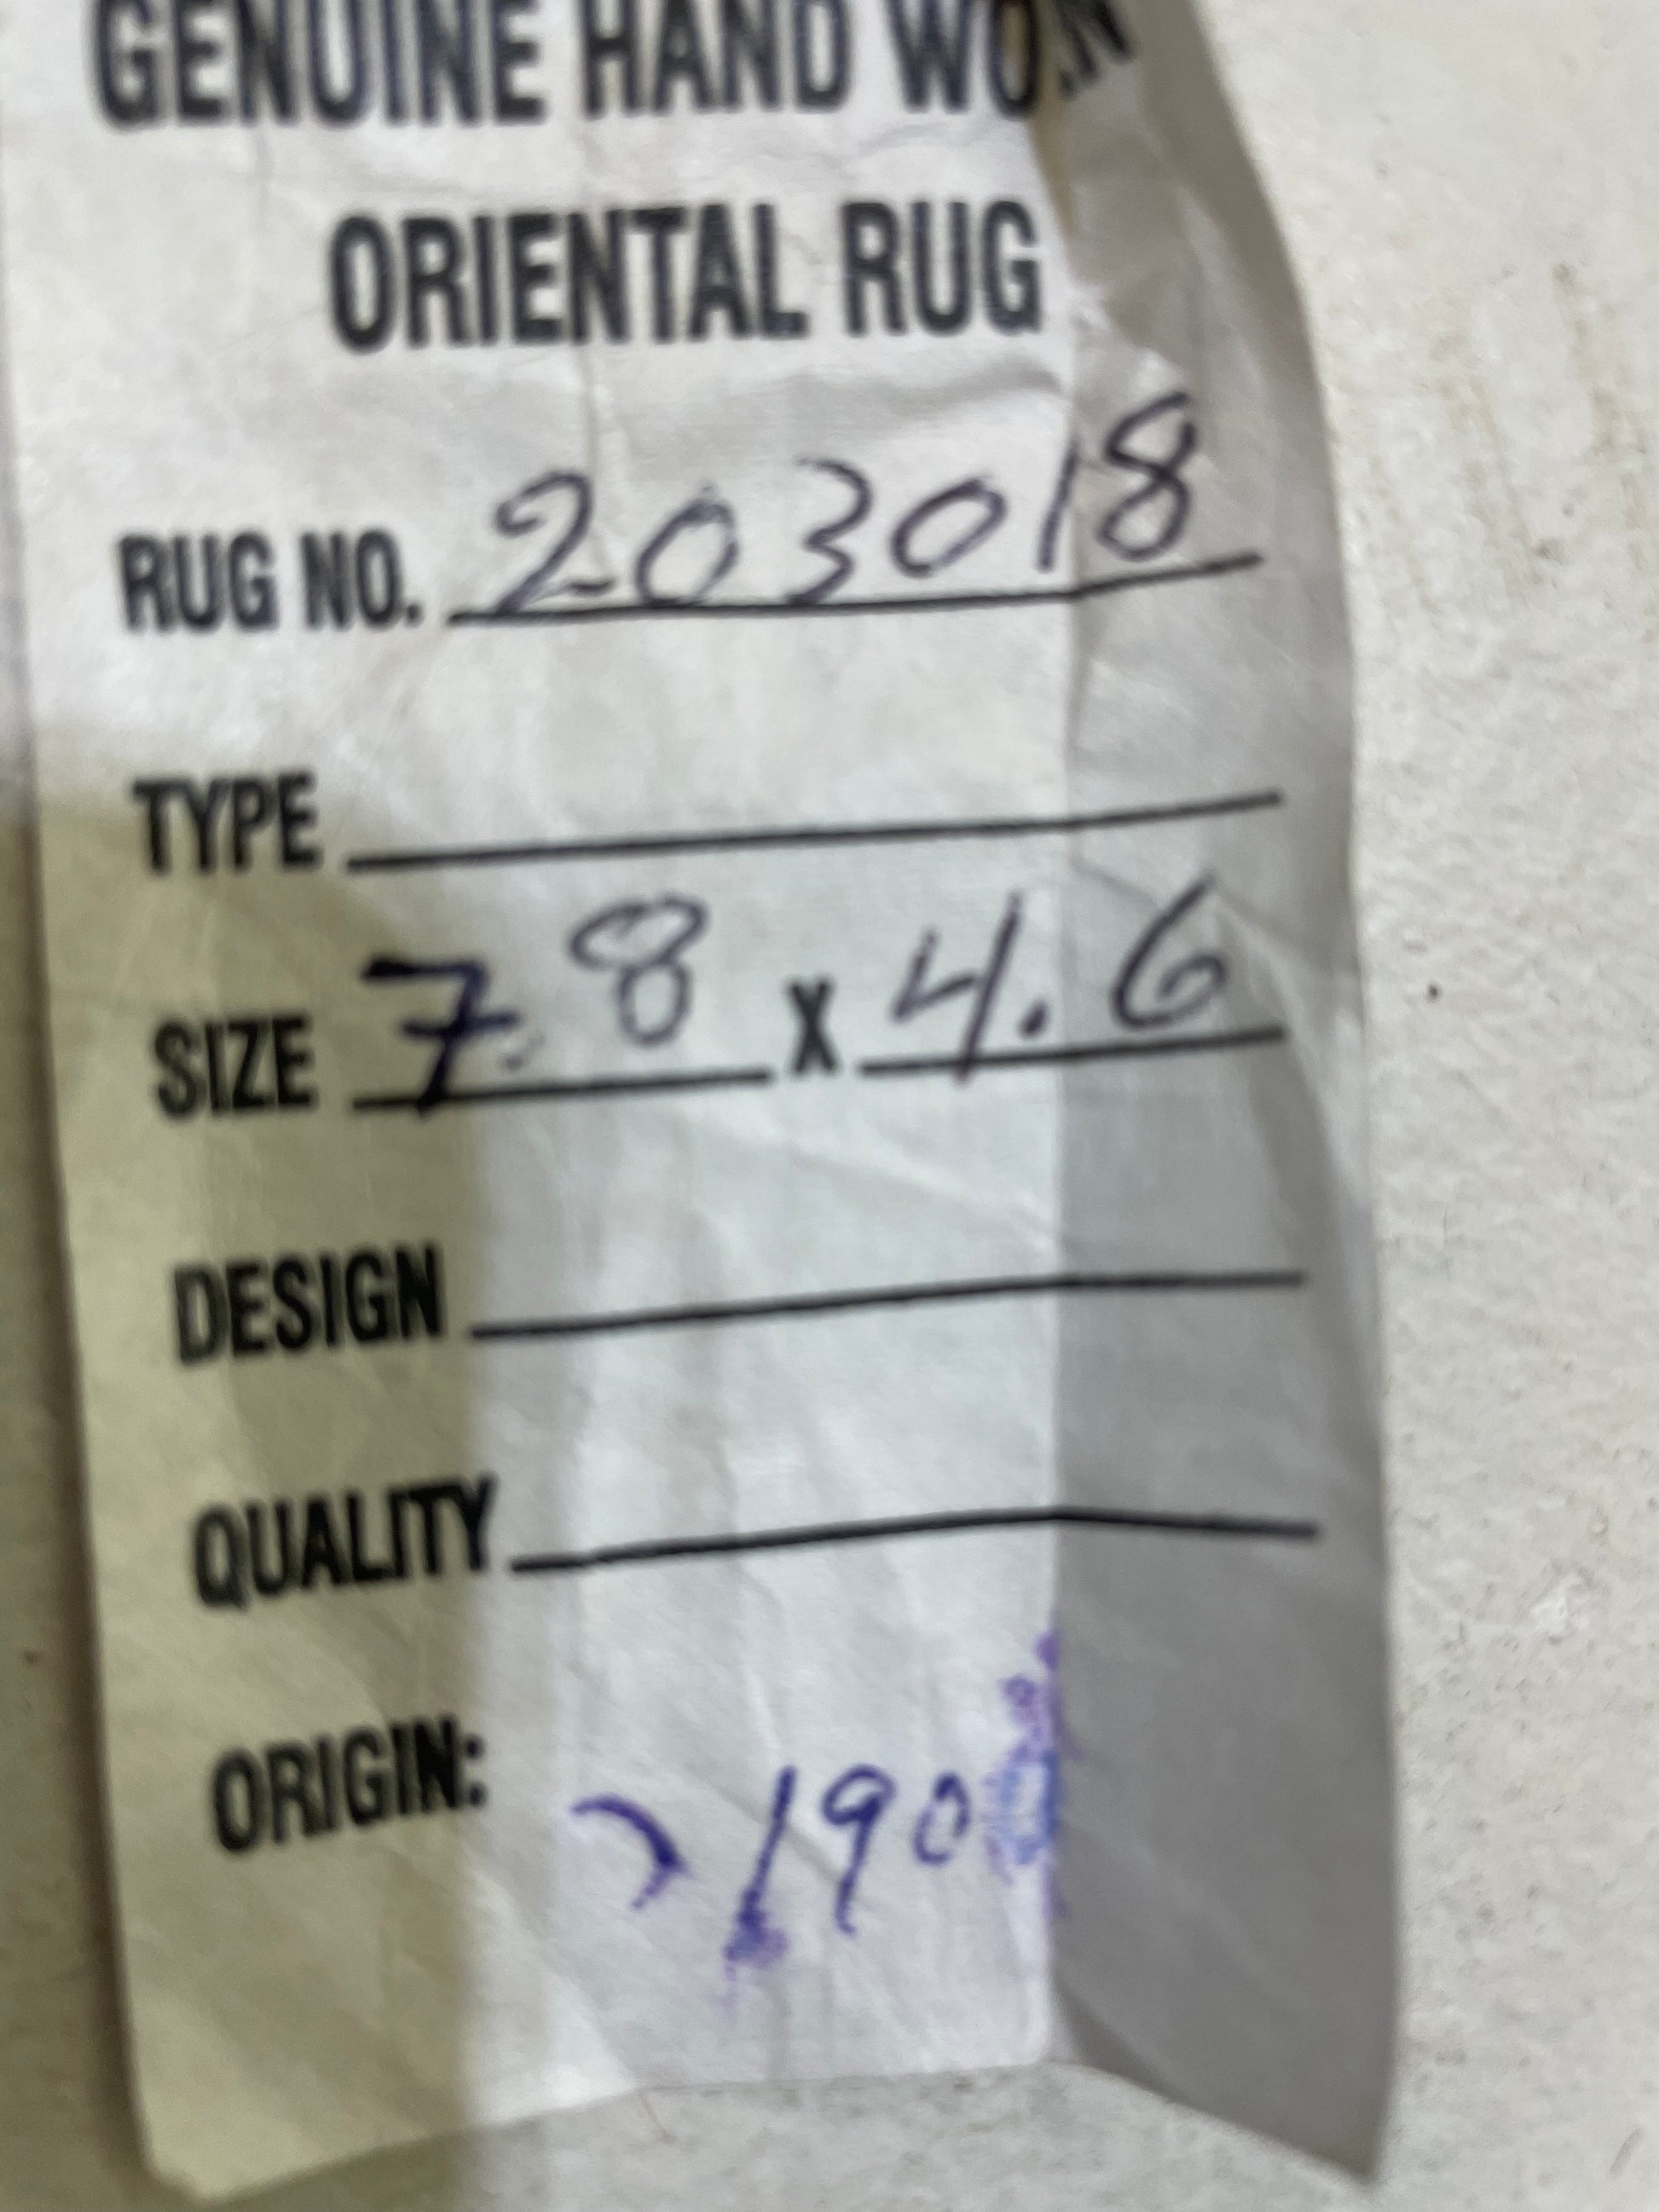 GENUINE HAND
ORIENTAL RUG
RUG NO. 203018
TYPE
SIZE 7.8 X 4.6
DESIGN
QUALITY
ORIGIN: